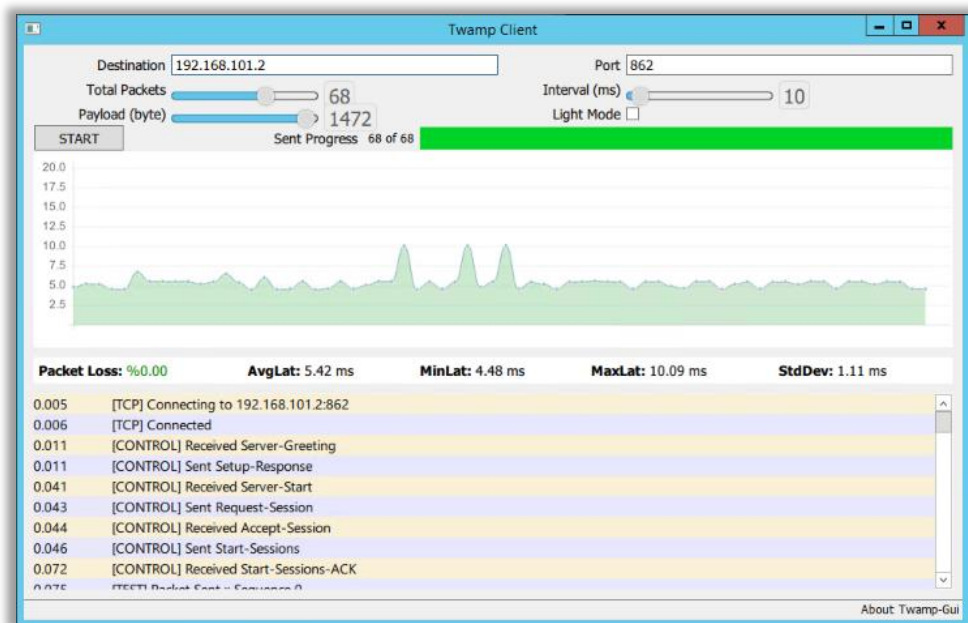 Twamp Client
Destination 192.168.101.2 Port 862
Total Packets 68 Interval (ms) 10
Payload (byte) 1472 Light Mode
START Sent Progress 68 of 68
20.0
17.5
15.0
12.5
10.0
7.5
5.0
2.5
Packet Loss: %0.00 AvgLat: 5.42 ms MinLat: 4.48 ms MaxLat: 10.09 ms StdDev: 1.11 ms
0.005 [TCP] Connecting to 192.168.101.2:862
0.006 [TCP] Connected
0.011 [CONTROL] Received Server-Greeting
0.011 [CONTROL] Sent Setup-Response
0.041 [CONTROL] Received Server-Start
0.043 [CONTROL] Sent Request-Session
0.044 [CONTROL] Received Accept-Session
0.046 [CONTROL] Sent Start-Sessions
0.072 [CONTROL] Received Start-Sessions-ACK
0.075 [TEST] Packet Sent
About Twamp-Gui